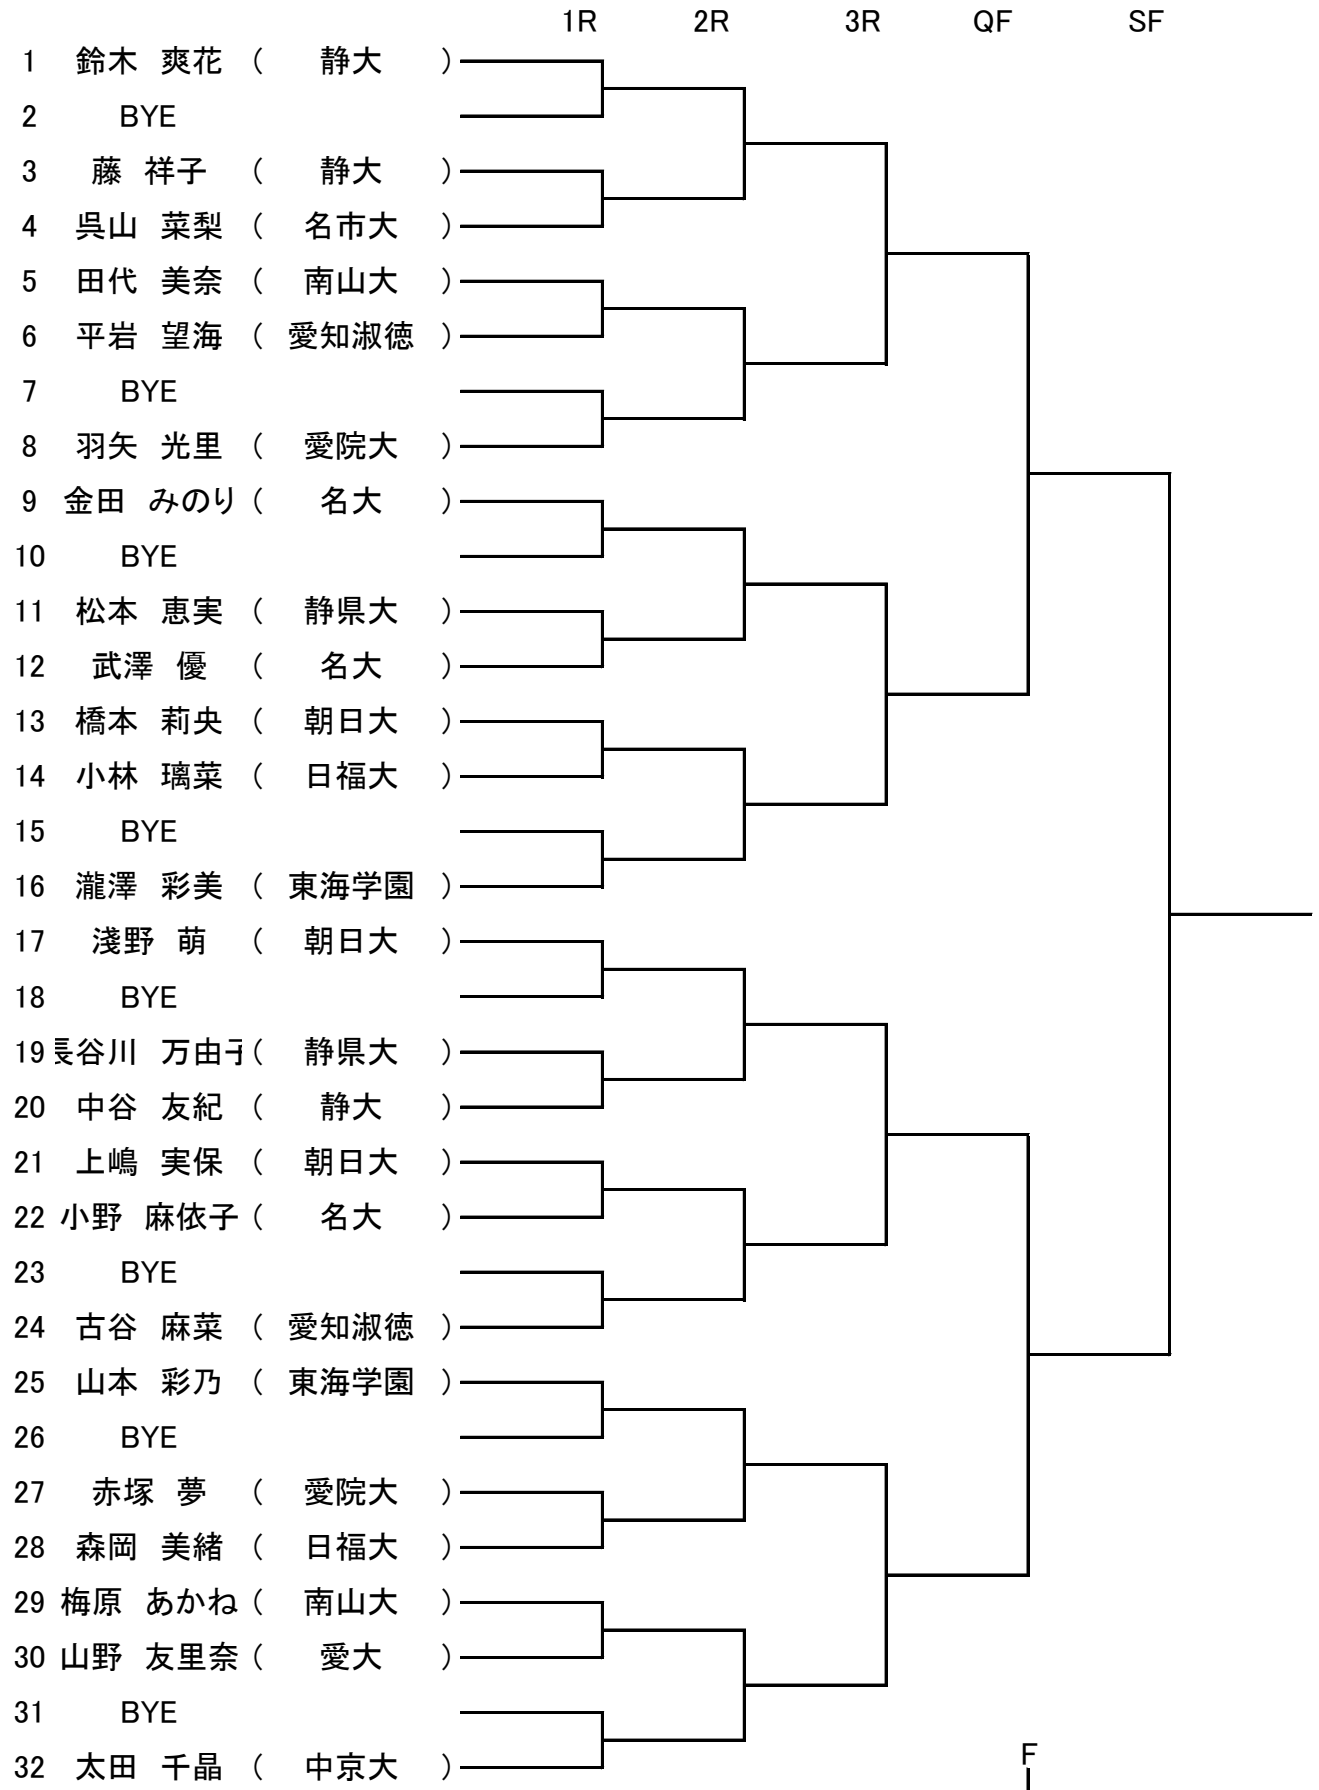 1R 2R 3R QF SF
1 鈴木 爽花 ( 静大 )
2 BYE
3 藤 祥子 ( 静大 )
4 呉山 菜梨 ( 名市大 )
5 田代 美奈 ( 南山大 )
6 平岩 望海 ( 愛知淑徳 )
7 BYE
8 羽矢 光里 ( 愛院大 )
9 金田 みのり ( 名大 )
10 BYE
11 松本 恵実 ( 静県大 )
12 武澤 優 ( 名大 )
13 橋本 莉央 ( 朝日大 )
14 小林 璃菜 ( 日福大 )
15 BYE
16 瀧澤 彩美 ( 東海学園 )
17 淺野 萌 ( 朝日大 )
18 BYE
19 長谷川 万由子 ( 静県大 )
20 中谷 友紀 ( 静大 )
21 上嶋 実保 ( 朝日大 )
22 小野 麻依子 ( 名大 )
23 BYE
24 古谷 麻菜 ( 愛知淑徳 )
25 山本 彩乃 ( 東海学園 )
26 BYE
27 赤塚 夢 ( 愛院大 )
28 森岡 美緒 ( 日福大 )
29 梅原 あかね ( 南山大 )
30 山野 友里奈 ( 愛大 )
31 BYE
32 太田 千晶 ( 中京大 )
F